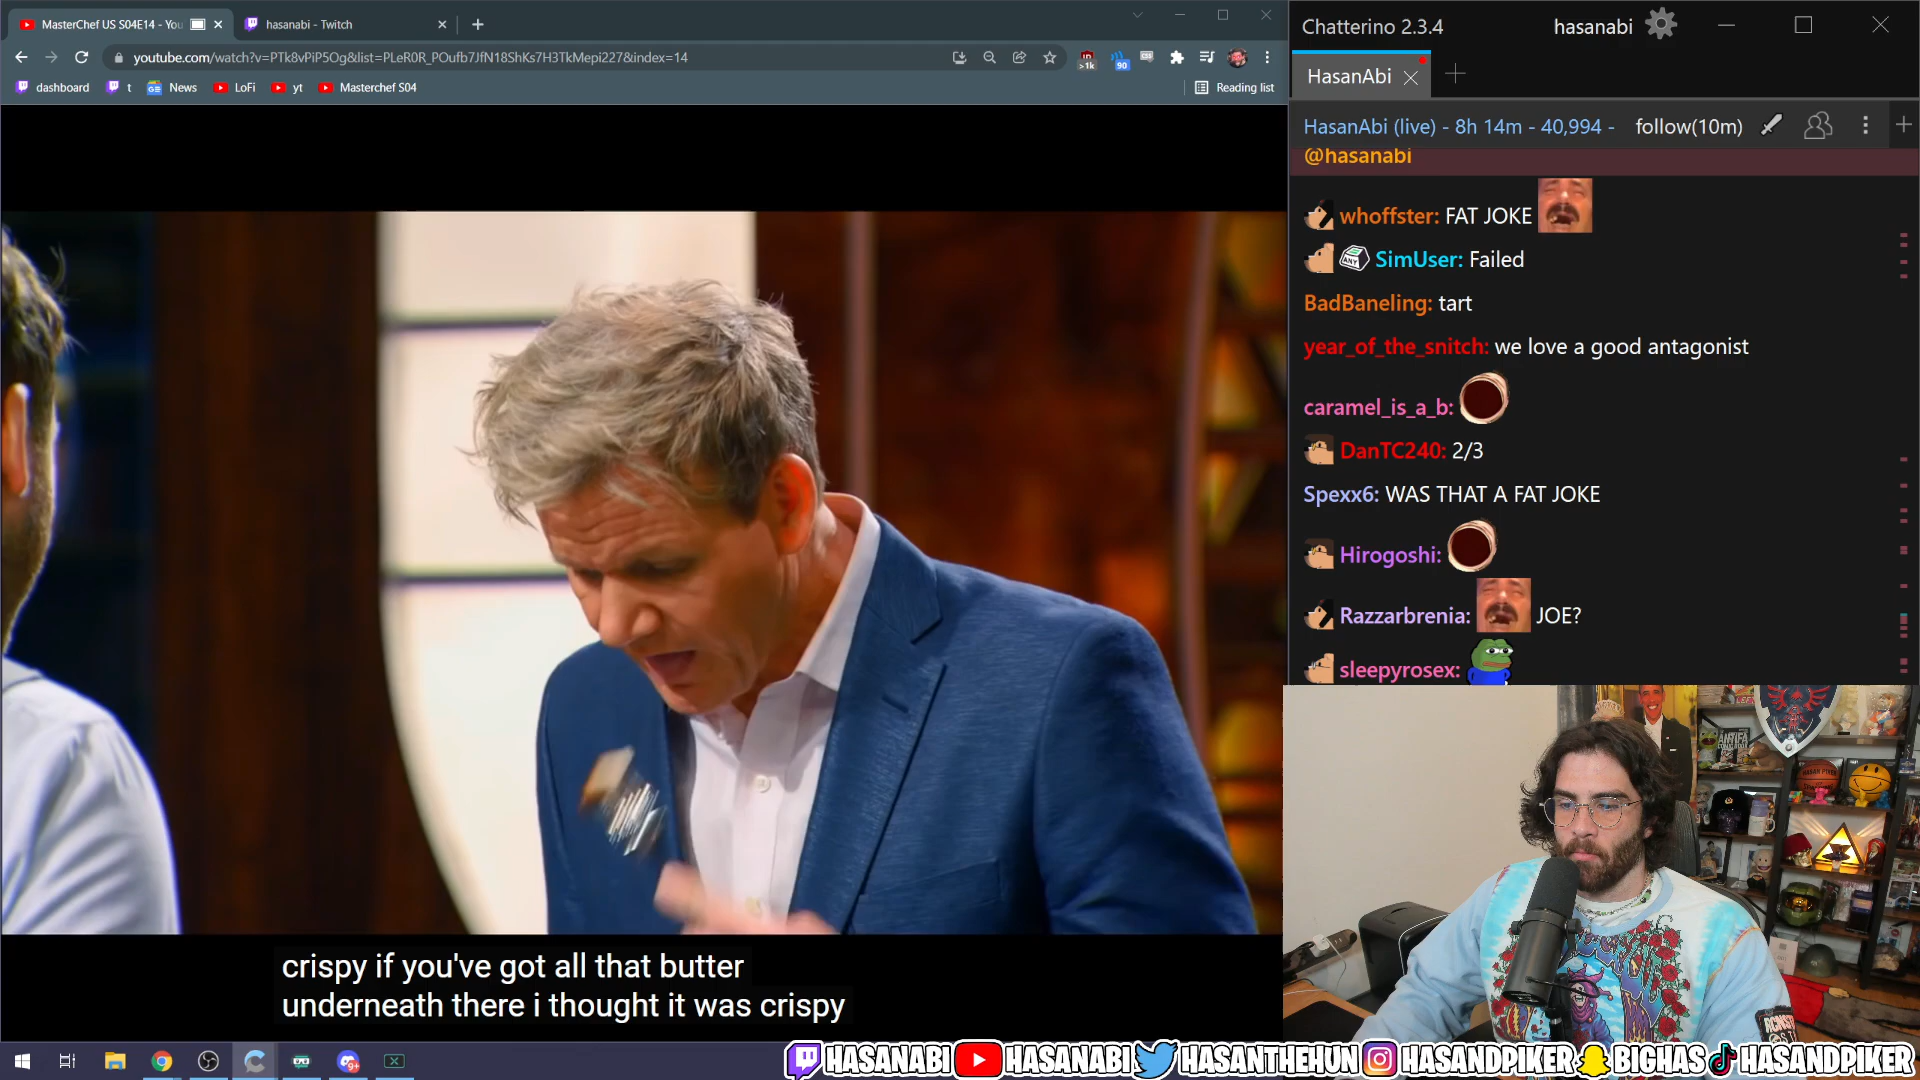 MasterChef US S04E14 - You
hasanabi - Twitch
youtube.com/watch?v=PTk8vPiP5Og&list=PLeR0R_POufb7JfN18ShKs7H3TkMepi227&index=14
>1k
90
dashboard
t
News
LoFi
yt
Masterchef S04
Reading list
crispy if you've got all that butter
underneath there i thought it was crispy
Chatterino 2.3.4
hasanabi
HasanAbi
HasanAbi (live) - 8h 14m - 40,994 -
follow(10m)
@hasanabi
whoffster: FAT JOKE
ANY
SimUser: Failed
BadBaneling: tart
year_of_the_snitch: we love a good antagonist
caramel_is_a_b:
DanTC240: 2/3
Spexx6: WAS THAT A FAT JOKE
Hirogoshi:
Razzarbrenia: JOE?
sleepyrosex:
ANTIFA
HASANABI
HASANABI
HASANTHEHUN
HASANDPIKER
BIGHAS
HASANDPIKER